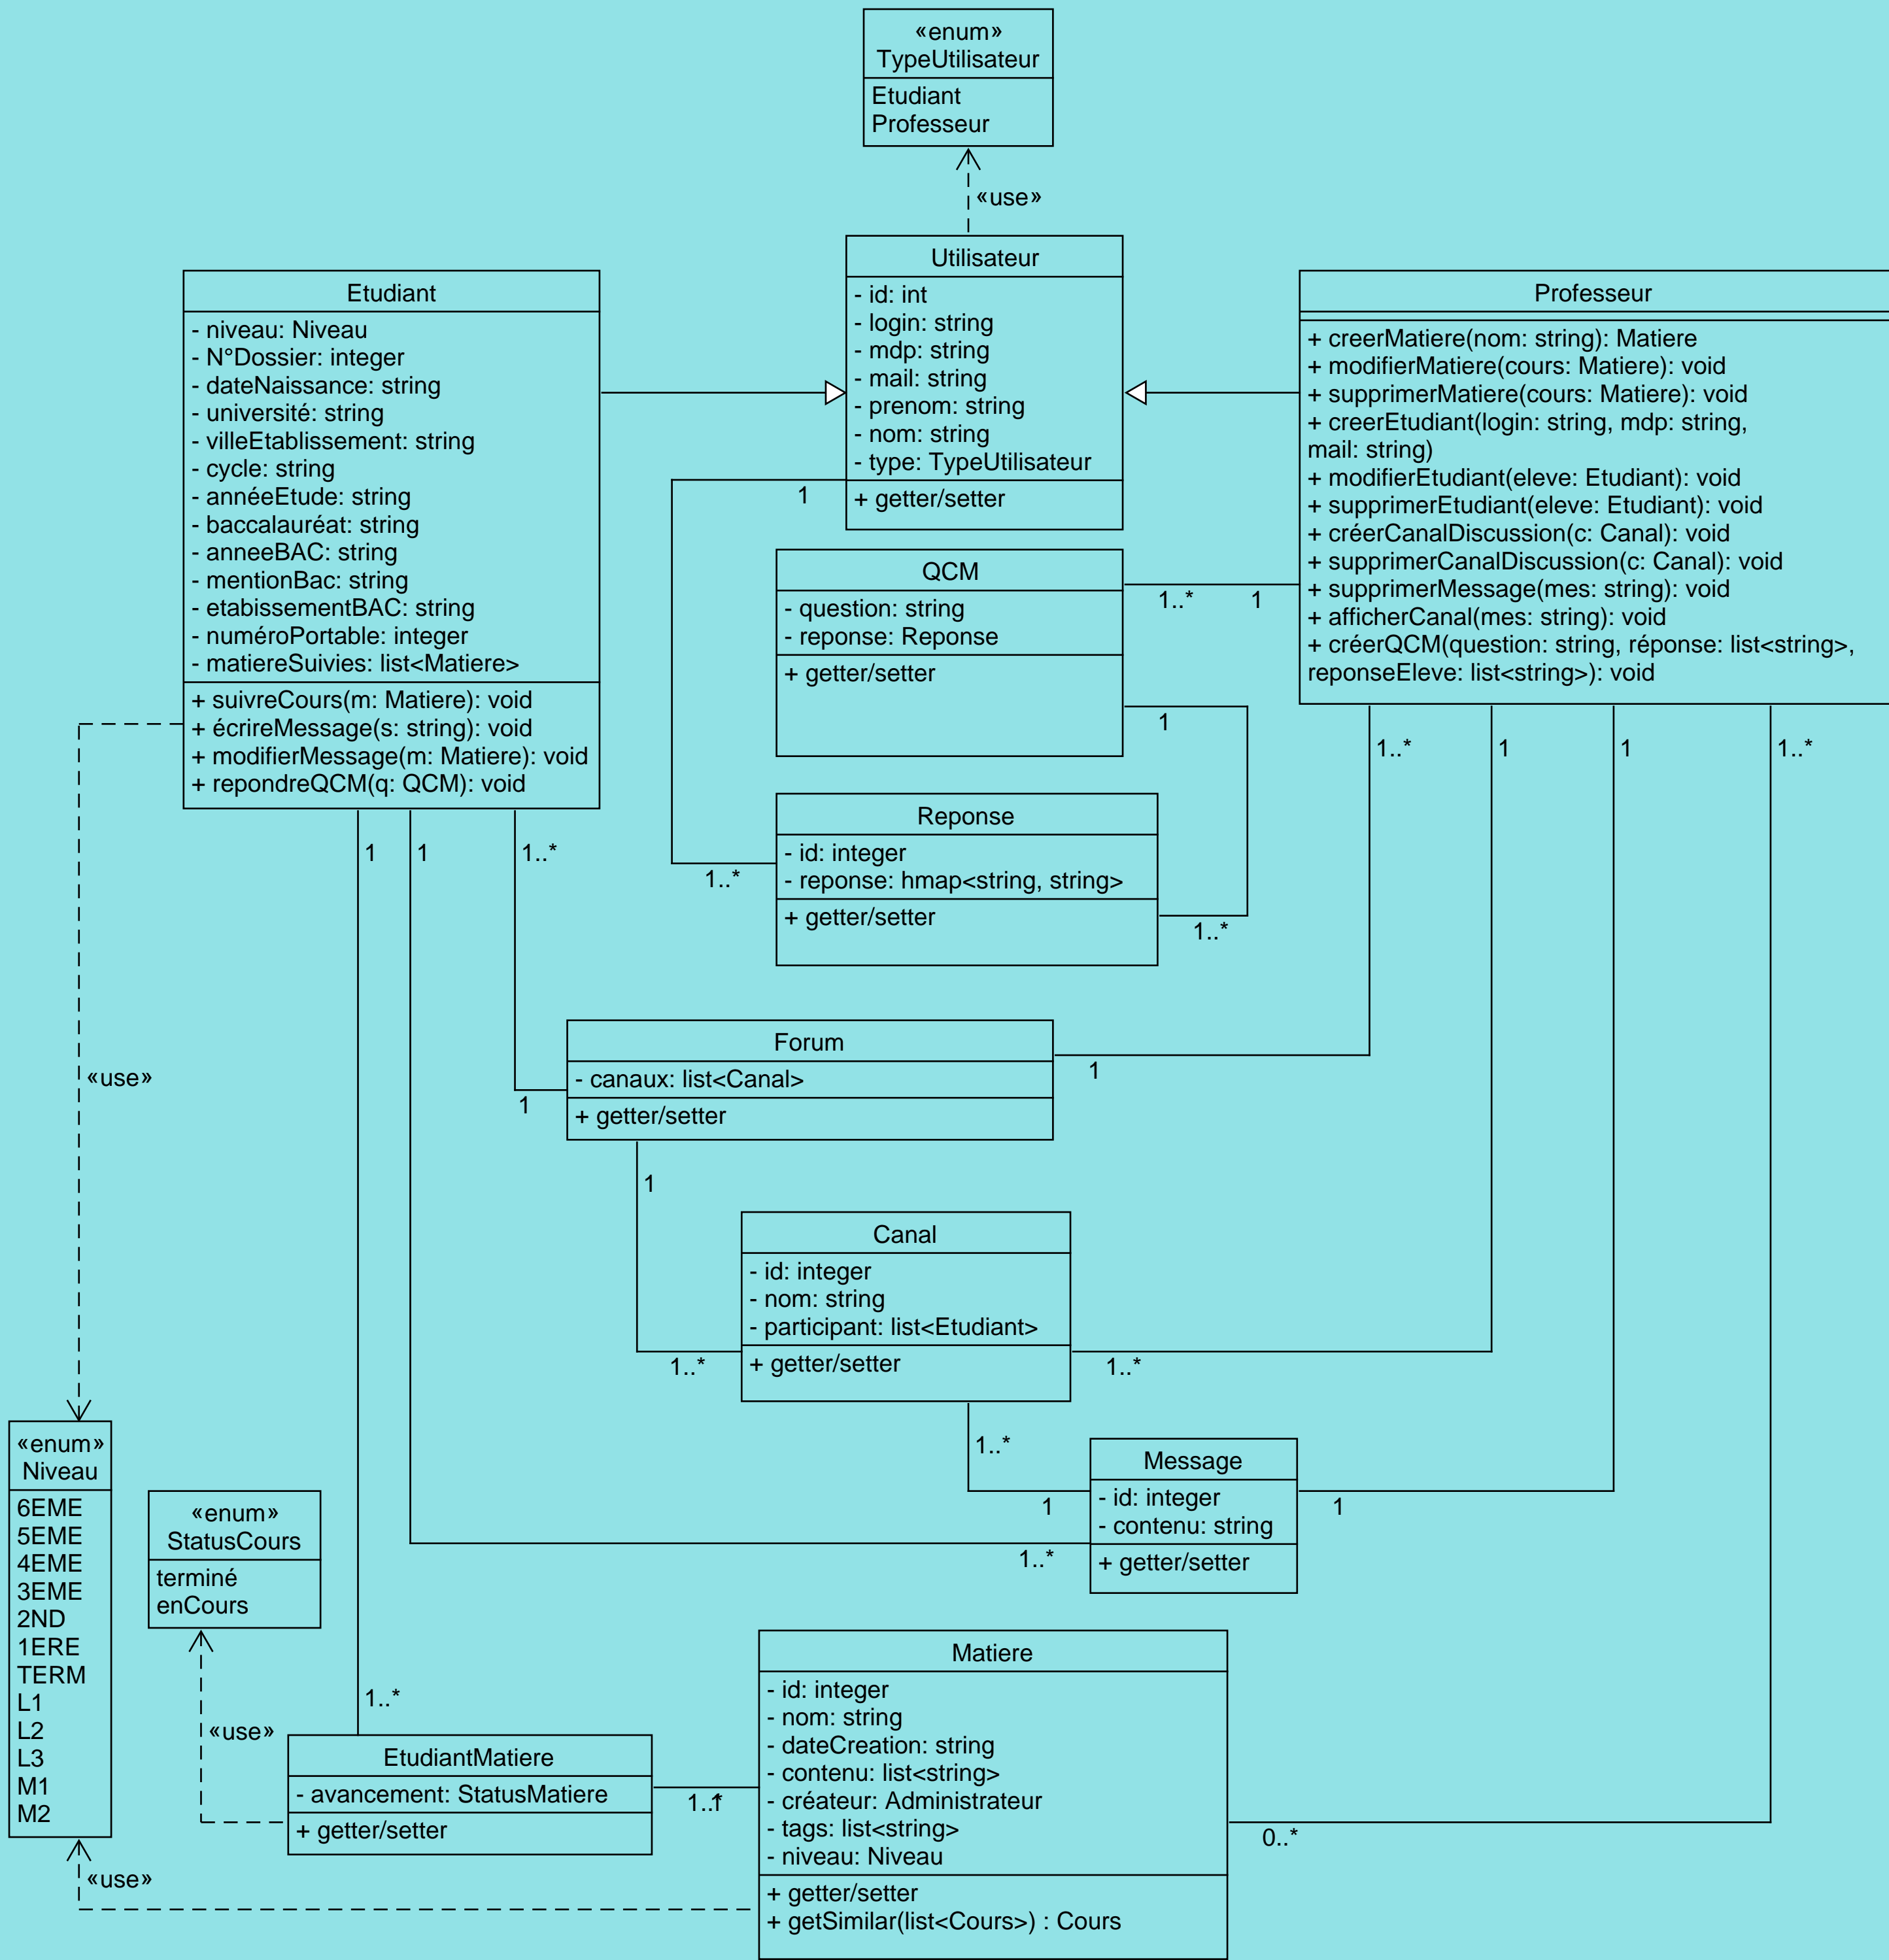 «enum»
TypeUtilisateur
Etudiant
Professeur
«use»
Utilisateur
- id: int
- login: string
- mdp: string
- mail: string
- prenom: string
- nom: string
- type: TypeUtilisateur
+ getter/setter
1
1..*
Etudiant
- niveau: Niveau
- N°Dossier: integer
- dateNaissance: string
- université: string
- villeEtablissement: string
- cycle: string
- annéeEtude: string
- baccalauréat: string
- anneeBAC: string
- mentionBac: string
- etabissementBAC: string
- numéroPortable: integer
- matiereSuivies: list<Matiere>
+ suivreCours(m: Matiere): void
+ écrireMessage(s: string): void
+ modifierMessage(m: Matiere): void
+ repondreQCM(q: QCM): void
1
1
1..*
Professeur
+ creerMatiere(nom: string): Matiere
+ modifierMatiere(cours: Matiere): void
+ supprimerMatiere(cours: Matiere): void
+ creerEtudiant(login: string, mdp: string,
mail: string)
+ modifierEtudiant(eleve: Etudiant): void
+ supprimerEtudiant(eleve: Etudiant): void
+ créerCanalDiscussion(c: Canal): void
+ supprimerCanalDiscussion(c: Canal): void
+ supprimerMessage(mes: string): void
+ afficherCanal(mes: string): void
+ créerQCM(question: string, réponse: list<string>,
reponseEleve: list<string>): void
1..*
1
1
1..*
QCM
- question: string
- reponse: Reponse
+ getter/setter
1..*
1
1
Reponse
- id: integer
- reponse: hmap<string, string>
+ getter/setter
1..*
Forum
- canaux: list<Canal>
+ getter/setter
1
1
1
Canal
- id: integer
- nom: string
- participant: list<Etudiant>
+ getter/setter
1..*
1..*
1..*
Message
- id: integer
- contenu: string
+ getter/setter
1
1
1..*
«use»
«enum»
Niveau
6EME
5EME
4EME
3EME
2ND
1ERE
TERM
L1
L2
L3
M1
M2
«use»
«enum»
StatusCours
terminé
enCours
«use»
1..*
EtudiantMatiere
- avancement: StatusMatiere
+ getter/setter
1..*
1
Matiere
- id: integer
- nom: string
- dateCreation: string
- contenu: list<string>
- créateur: Administrateur
- tags: list<string>
- niveau: Niveau
+ getter/setter
+ getSimilar(list<Cours>) : Cours
0..*